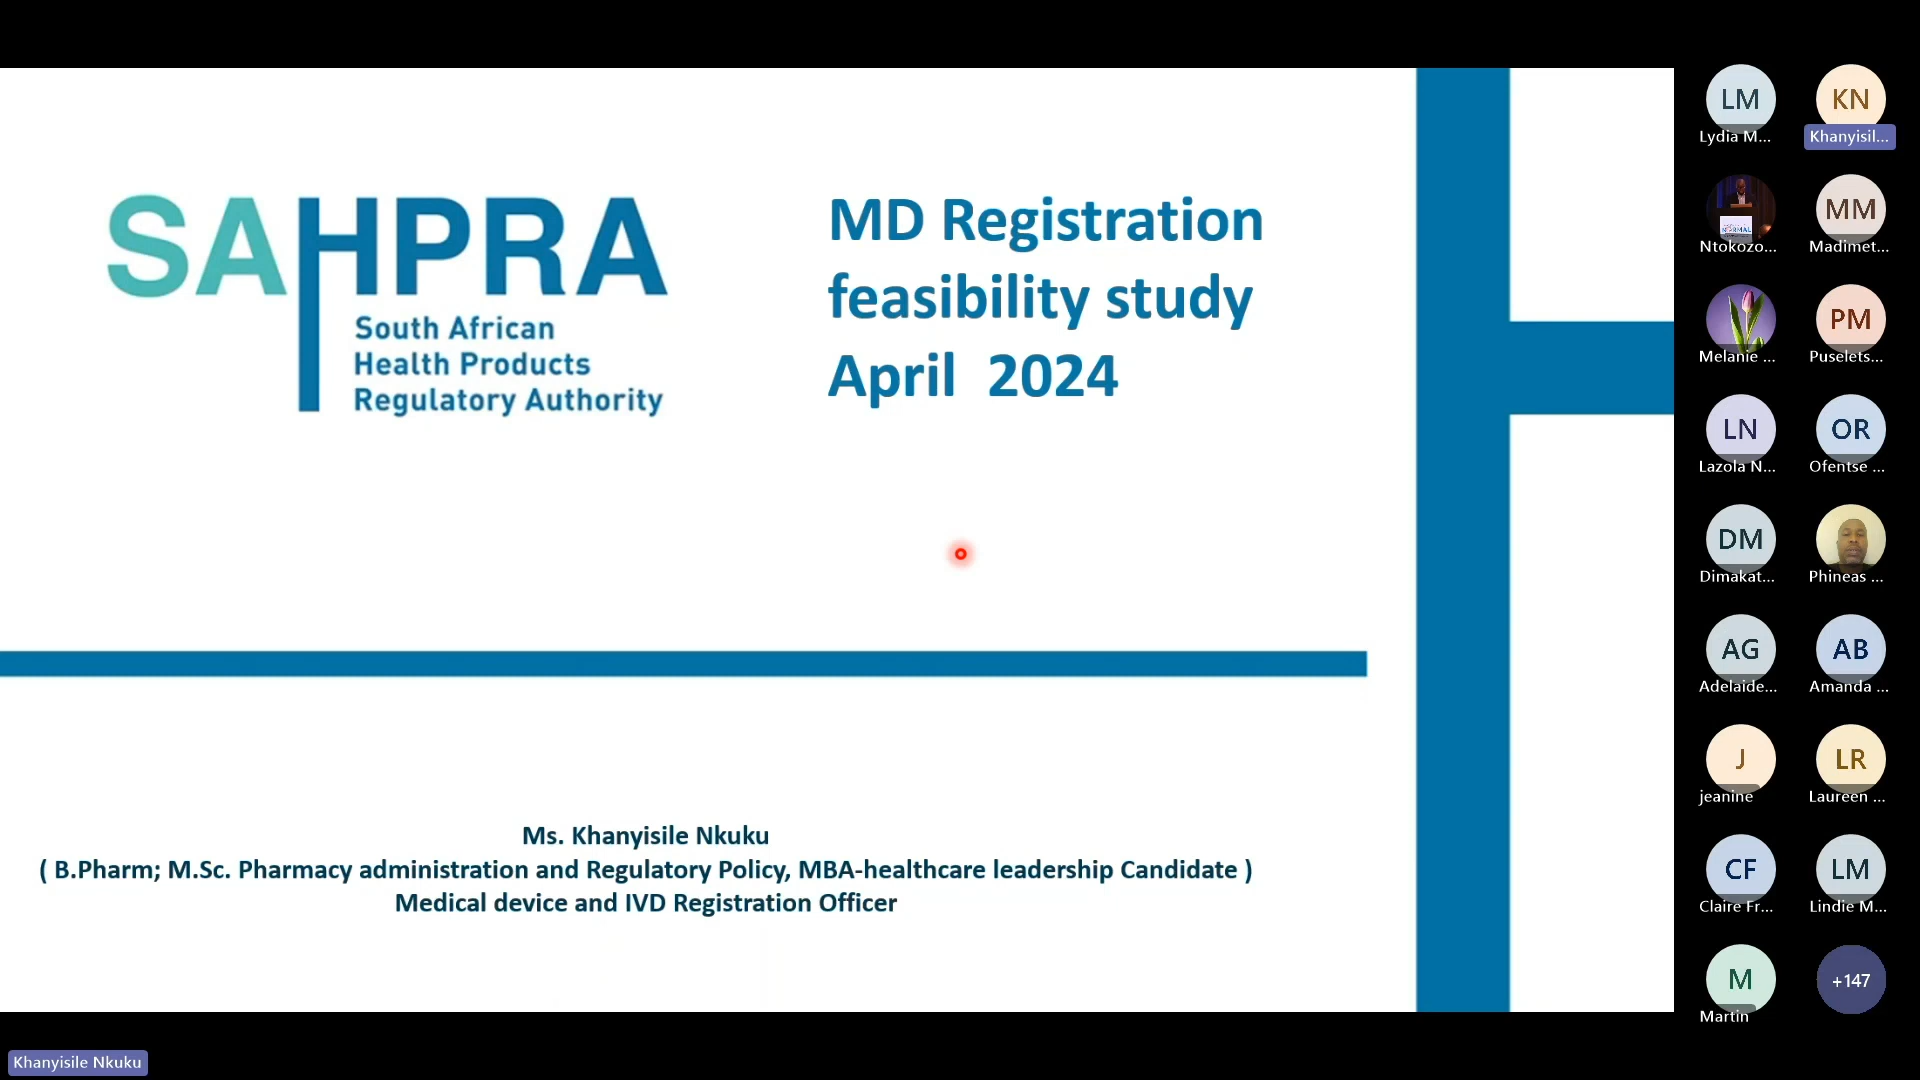 SAHPRA
South African
Health Products
Regulatory Authority
MD Registration
feasibility study
April 2024
Ms. Khanyisile Nkuku
( B.Pharm; M.Sc. Pharmacy administration and Regulatory Policy, MBA-healthcare leadership Candidate )
Medical device and IVD Registration Officer
LM
Lydia M...
KN
Khanyisil...
NORMAL
Ntokozo...
MM
Madimet...
Melanie ...
PM
Puselets...
LN
Lazola N...
OR
Ofentse ...
DM
Dimakat...
Phineas ...
AG
Adelaide...
AB
Amanda ...
J
jeanine
LR
Laureen ...
CF
Claire Fr...
LM
Lindie M...
M
Martin
+147
Khanyisile Nkuku